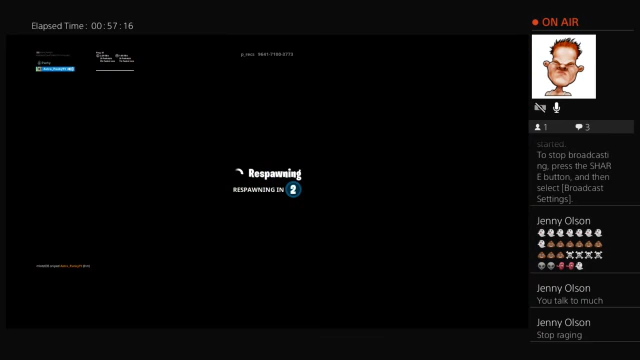 Elapsed Time: 00:57:16
ON AIR
1
3
started.
To stop broadcasti
ng, press the SHAR
E button, and then
select [Broadcast
Settings].
Jenny Olson
Jenny Olson
You talk to much
Jenny Olson
Stop raging
Respawning
RESPAWNING IN 2